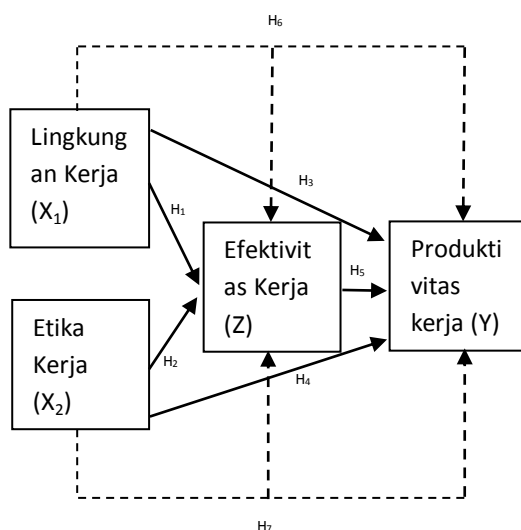 H₆
Lingkung
an Kerja
(X₁)
H₃
H₁
Efektivit
as Kerja
(Z)
H₅
Produkti
vitas
kerja (Y)
Etika
Kerja
(X₂)
H₂
H₄
H₇